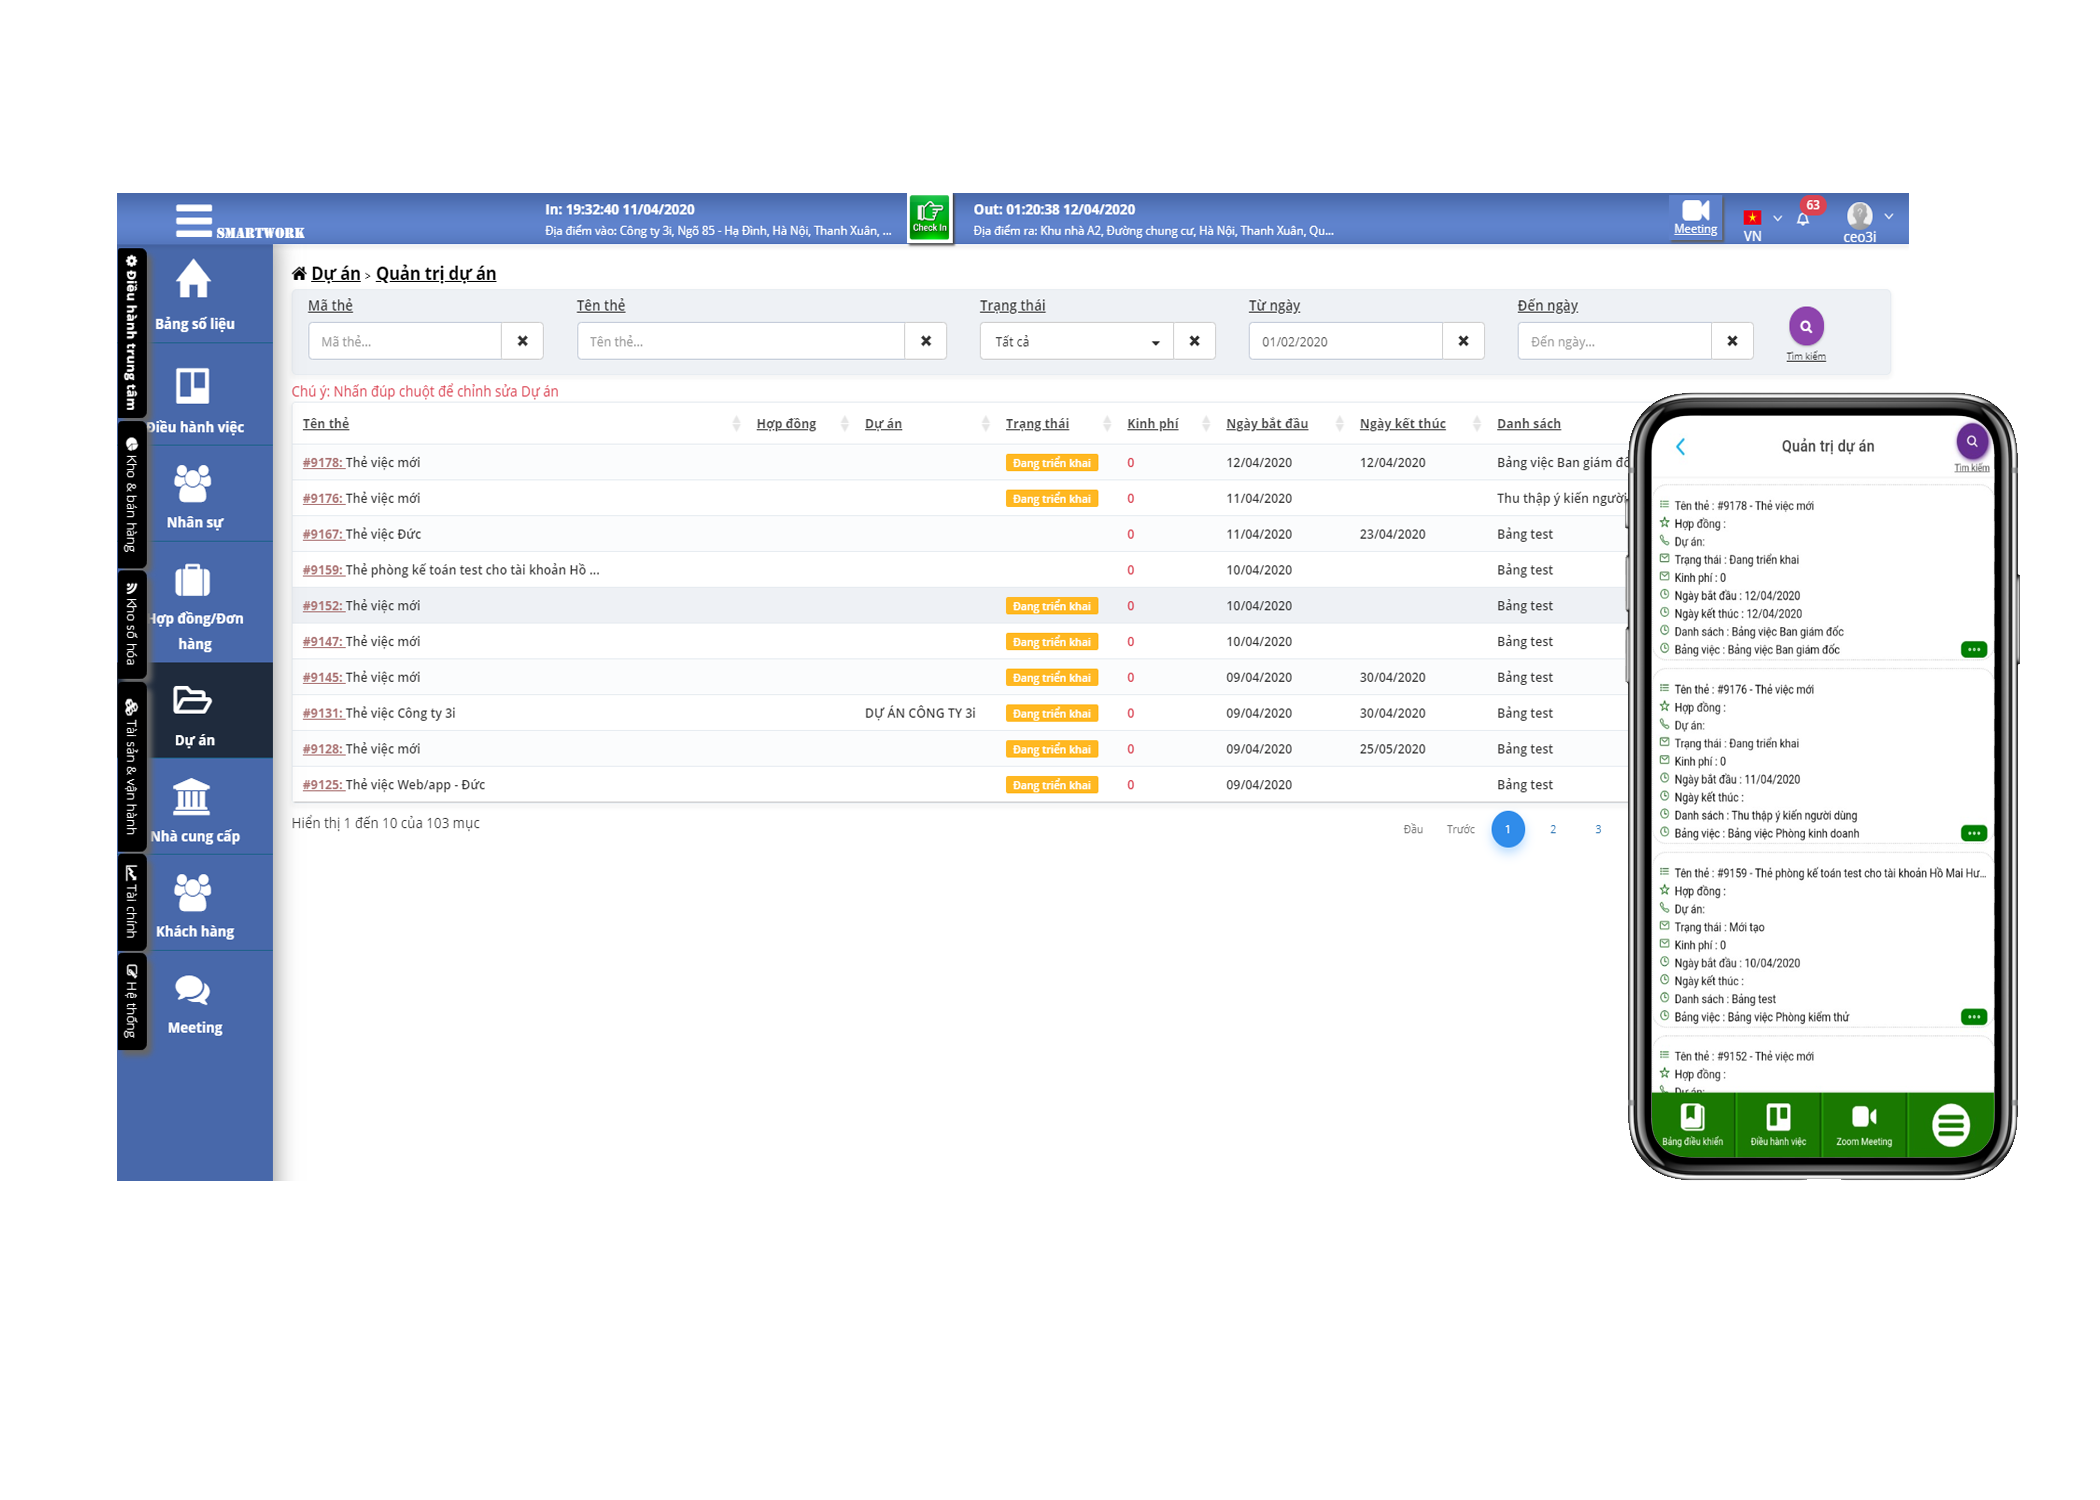 SMARTWORK
In: 19:32:40 11/04/2020
Địa điểm vào: Công ty 3i, Ngõ 85 - Hạ Đình, Hà Nội, Thanh Xuân, ...
Check In
Out: 01:20:38 12/04/2020
Địa điểm ra: Khu nhà A2, Đường chung cư, Hà Nội, Thanh Xuân, Qu...
Meeting
VN
63
ceo3i
Điều hành trung tâm
Kho & bán hàng
Kho số hóa
Tài sản & vận hành
Tài chính
Hệ thống
Bảng số liệu
Điều hành việc
Nhân sự
Hợp đồng/Đơn
hàng
Dự án
Nhà cung cấp
Khách hàng
Meeting
Dự án > Quản trị dự án
Mã thẻ Tên thẻ Trạng thái Từ ngày Đến ngày
Mã thẻ... Tên thẻ... Tất cả 01/02/2020 Đến ngày...
Tìm kiếm
Chú ý: Nhấn đúp chuột để chỉnh sửa Dự án
Tên thẻ Hợp đồng Dự án Trạng thái Kinh phí Ngày bắt đầu Ngày kết thúc Danh sách
#9178: Thẻ việc mới Đang triển khai 0 12/04/2020 12/04/2020 Bảng việc Ban giám đố
#9176: Thẻ việc mới Đang triển khai 0 11/04/2020 Thu thập ý kiến người
#9167: Thẻ việc Đức 0 11/04/2020 23/04/2020 Bảng test
#9159: Thẻ phòng kế toán test cho tài khoản Hồ ... 0 10/04/2020 Bảng test
#9152: Thẻ việc mới Đang triển khai 0 10/04/2020 Bảng test
#9147: Thẻ việc mới Đang triển khai 0 10/04/2020 Bảng test
#9145: Thẻ việc mới Đang triển khai 0 09/04/2020 30/04/2020 Bảng test
#9131: Thẻ việc Công ty 3i DỰ ÁN CÔNG TY 3i Đang triển khai 0 09/04/2020 30/04/2020 Bảng test
#9128: Thẻ việc mới Đang triển khai 0 09/04/2020 25/05/2020 Bảng test
#9125: Thẻ việc Web/app - Đức Đang triển khai 0 09/04/2020 Bảng test
Hiển thị 1 đến 10 của 103 mục
Đầu Trước 1 2 3
Quản trị dự án
Tìm kiếm
Tên thẻ : #9178 - Thẻ việc mới
Hợp đồng :
Dự án:
Trạng thái : Đang triển khai
Kinh phí : 0
Ngày bắt đầu : 12/04/2020
Ngày kết thúc : 12/04/2020
Danh sách : Bảng việc Ban giám đốc
Bảng việc : Bảng việc Ban giám đốc
Tên thẻ : #9176 - Thẻ việc mới
Hợp đồng :
Dự án:
Trạng thái : Đang triển khai
Kinh phí : 0
Ngày bắt đầu : 11/04/2020
Ngày kết thúc :
Danh sách : Thu thập ý kiến người dùng
Bảng việc : Bảng việc Phòng kinh doanh
Tên thẻ : #9159 - Thẻ phòng kế toán test cho tài khoản Hồ Mai Hư...
Hợp đồng :
Dự án:
Trạng thái : Mới tạo
Kinh phí : 0
Ngày bắt đầu : 10/04/2020
Ngày kết thúc :
Danh sách : Bảng test
Bảng việc : Bảng việc Phòng kiểm thử
Tên thẻ : #9152 - Thẻ việc mới
Hợp đồng :
Dự án:
Bảng điều khiển
Điều hành việc
Zoom Meeting